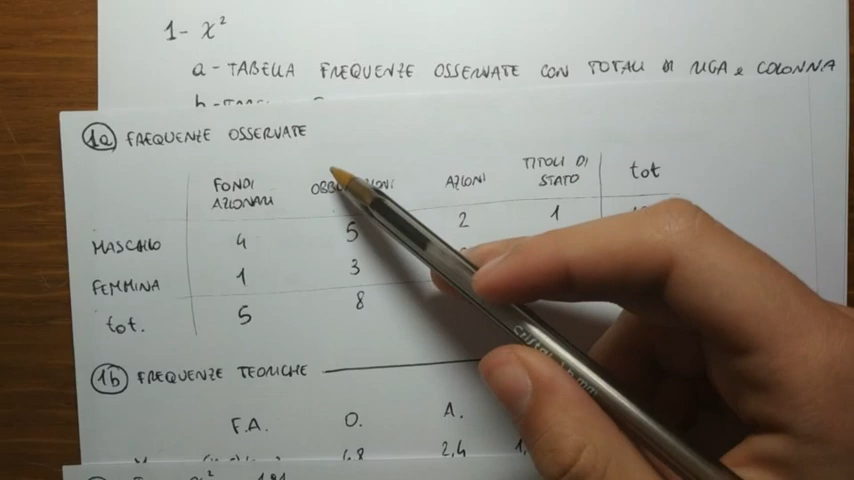 1- χ²
a - TABELLA FREQUENZE OSSERVATE CON TOTALI DI RIGA e COLONNA
1a FREQUENZE OSSERVATE
FONDI AZIONARI AZIONI TITOLI DI STATO tot
MASCHIO 4 5 2 1
FEMMINA 1 3
tot. 5 8
1b FREQUENZE TEORICHE
F.A. O. A.
2,4
Cristal